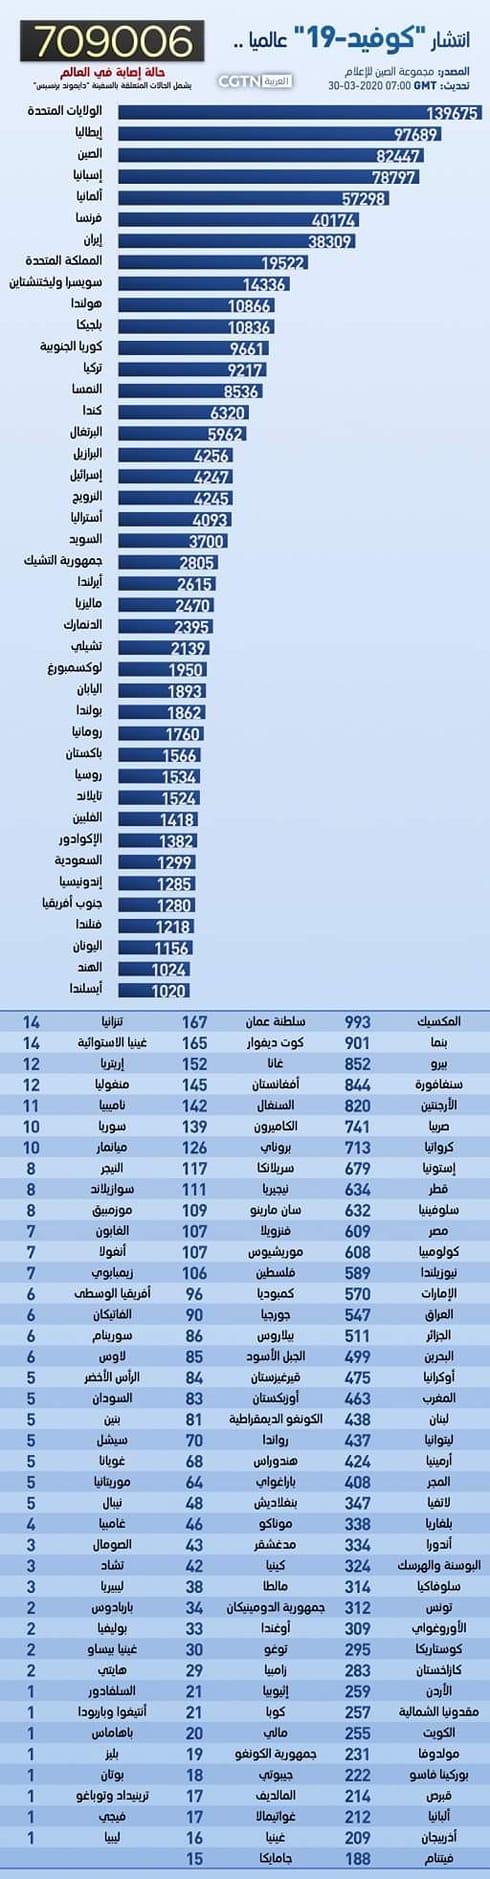 انتشار "كوفيد-19" عالميا ..
709006
حالة إصابة في العالم
يشمل الحالات المتعلقة بالسفينة "دايموند برنسيس"
المصدر: مجموعة الصين للإعلام
تحديث: GMT 07:00 30-03-2020
CGTN العربية
الولايات المتحدة 139675
إيطاليا 97689
الصين 82447
إسبانيا 78797
ألمانيا 57298
فرنسا 40174
إيران 38309
المملكة المتحدة 19522
سويسرا وليختنشتاين 14336
هولندا 10866
بلجيكا 10836
كوريا الجنوبية 9661
تركيا 9217
النمسا 8536
كندا 6320
البرتغال 5962
البرازيل 4256
إسرائيل 4247
النرويج 4245
أستراليا 4093
السويد 3700
جمهورية التشيك 2805
أيرلندا 2615
ماليزيا 2470
الدنمارك 2395
تشيلي 2139
لوكسمبورغ 1950
اليابان 1893
بولندا 1862
رومانيا 1760
باكستان 1566
روسيا 1534
تايلاند 1524
الفلبين 1418
الإكوادور 1382
السعودية 1299
إندونيسيا 1285
جنوب أفريقيا 1280
فنلندا 1218
اليونان 1156
الهند 1024
أيسلندا 1020
المكسيك 993 سلطنة عمان 167 تنزانيا 14
بنما 901 كوت ديفوار 165 غينيا الاستوائية 14
بيرو 852 غانا 152 إريتريا 12
سنغافورة 844 أفغانستان 145 منغوليا 12
الأرجنتين 820 السنغال 142 ناميبيا 11
صربيا 741 الكاميرون 139 سوريا 10
كرواتيا 713 بروناي 126 ميانمار 10
إستونيا 679 سريلانكا 117 النيجر 8
قطر 634 نيجيريا 111 سوازيلاند 8
سلوفينيا 632 سان مارينو 109 موزمبيق 8
مصر 609 فنزويلا 107 الغابون 7
كولومبيا 608 موريشيوس 107 أنغولا 7
نيوزيلندا 589 فلسطين 106 زيمبابوي 7
الإمارات 570 كمبوديا 96 أفريقيا الوسطى 6
العراق 547 جورجيا 90 الفاتيكان 6
الجزائر 511 بيلاروس 86 سورينام 6
البحرين 499 الجبل الأسود 85 لاوس 6
أوكرانيا 475 قيرغيزستان 84 الرأس الأخضر 5
المغرب 463 أوزبكستان 83 السودان 5
لبنان 438 الكونغو الديمقراطية 81 بنين 5
ليتوانيا 437 رواندا 70 سيشل 5
أرمينيا 424 هندوراس 68 غويانا 5
المجر 408 باراغواي 64 موريتانيا 5
لاتفيا 347 بنغلاديش 48 نيبال 5
بلغاريا 338 موناكو 46 غامبيا 4
أندورا 334 مدغشقر 43 الصومال 3
البوسنة والهرسك 324 كينيا 42 تشاد 3
سلوفاكيا 314 مالطا 38 ليبيريا 3
تونس 312 جمهورية الدومينيكان 34 باربادوس 2
الأوروغواي 309 أوغندا 33 بوليفيا 2
كوستاريكا 295 توغو 30 غينيا بيساو 2
كازاخستان 283 زامبيا 29 هايتي 2
الأردن 259 إثيوبيا 21 السلفادور 1
مقدونيا الشمالية 257 كوبا 21 أنتيغوا وباربودا 1
الكويت 255 مالي 20 باهاماس 1
مولدوفا 231 جمهورية الكونغو 19 بليز 1
بوركينا فاسو 222 جيبوتي 18 بوتان 1
قبرص 214 المالديف 17 ترينيداد وتوباغو 1
ألبانيا 212 غواتيمالا 17 فيجي 1
أذربيجان 209 غينيا 16 ليبيا 1
فيتنام 188 جامايكا 15